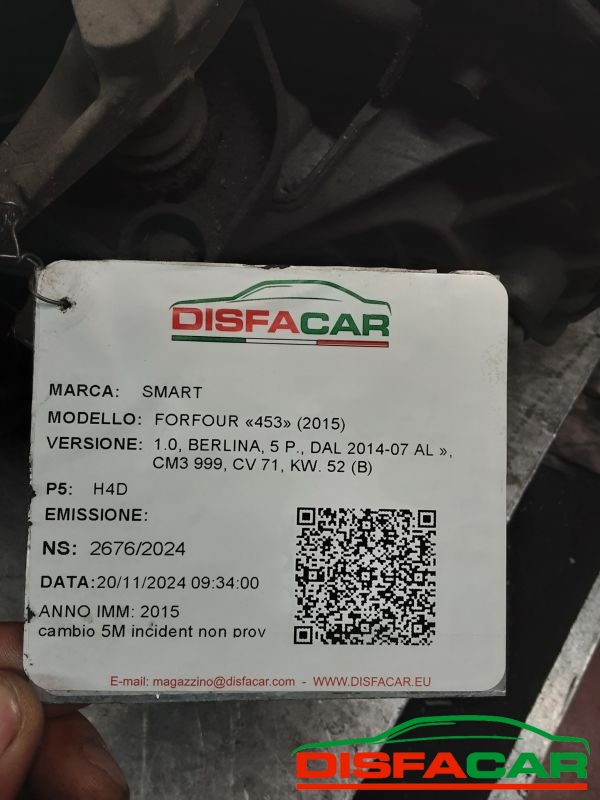 DISFACAR
MARCA: SMART
MODELLO: FORFOUR «453» (2015)
VERSIONE: 1.0, BERLINA, 5 P., DAL 2014-07 AL »,
CM3 999, CV 71, KW. 52 (B)
P5: H4D
EMISSIONE:
NS: 2676/2024
DATA:20/11/2024 09:34:00
ANNO IMM: 2015
cambio 5M incident non prov
E-mail: magazzino@disfacar.com - WWW.DISFACAR.EU
DISFACAR